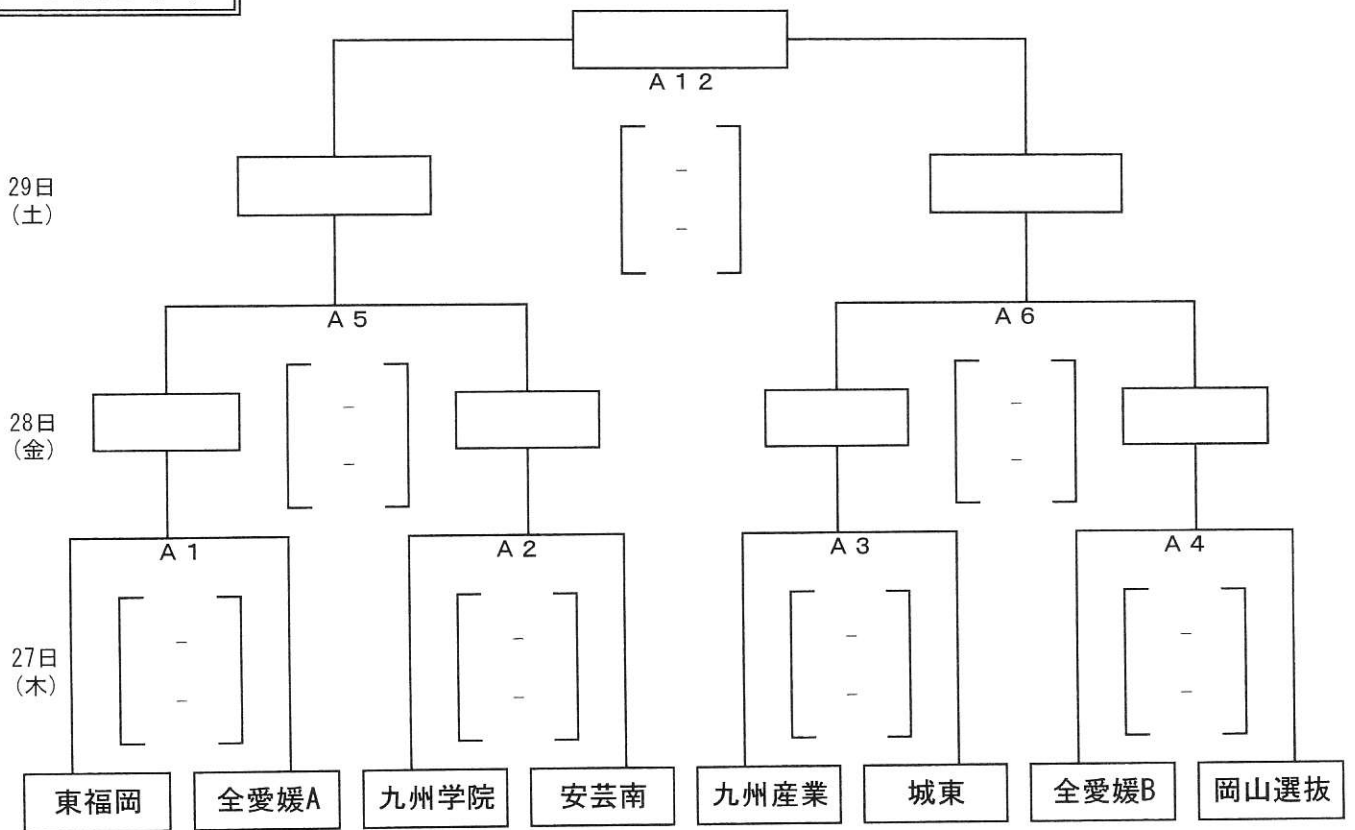 A12
29日
(土)
-
-
A5
A6
28日
(金)
-
-
-
-
A1
A2
A3
A4
27日
(木)
-
-
-
-
-
-
-
-
東福岡
全愛媛A
九州学院
安芸南
九州産業
城東
全愛媛B
岡山選抜